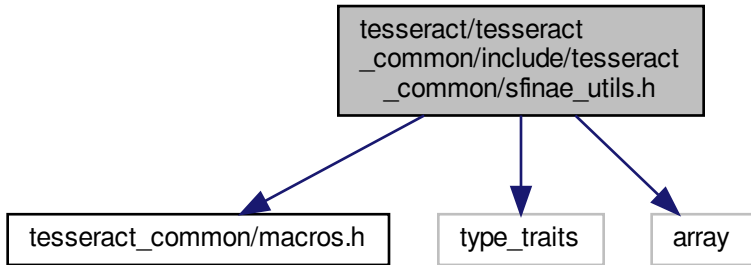 tesseract/tesseract
_common/include/tesseract
_common/sfinae_utils.h
tesseract_common/macros.h
type_traits
array